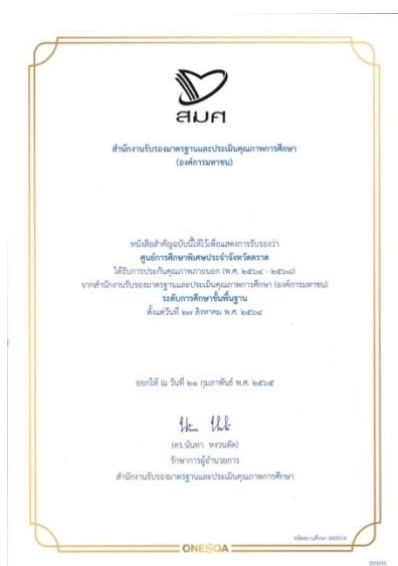 สมศ
สำนักงานรับรองมาตรฐานและประเมินคุณภาพการศึกษา
(องค์การมหาชน)
หนังสือสำคัญฉบับนี้ให้ไว้เพื่อแสดงการรับรองว่า
ศูนย์การศึกษาพิเศษประจำจังหวัดตราด
ได้รับการประกันคุณภาพภายนอก (พ.ศ. ๒๕๖๔ - ๒๕๖๘)
จากสำนักงานรับรองมาตรฐานและประเมินคุณภาพการศึกษา (องค์การมหาชน)
ระดับการศึกษาขั้นพื้นฐาน
ตั้งแต่วันที่ ๒๗ สิงหาคม พ.ศ. ๒๕๖๔
ออกให้ ณ วันที่ ๒๑ กุมภาพันธ์ พ.ศ. ๒๕๖๕
(ดร.นันทา หงวนตัด)
รักษาการผู้อำนวยการ
สำนักงานรับรองมาตรฐานและประเมินคุณภาพการศึกษา
รหัสสถานศึกษา
ONESQA